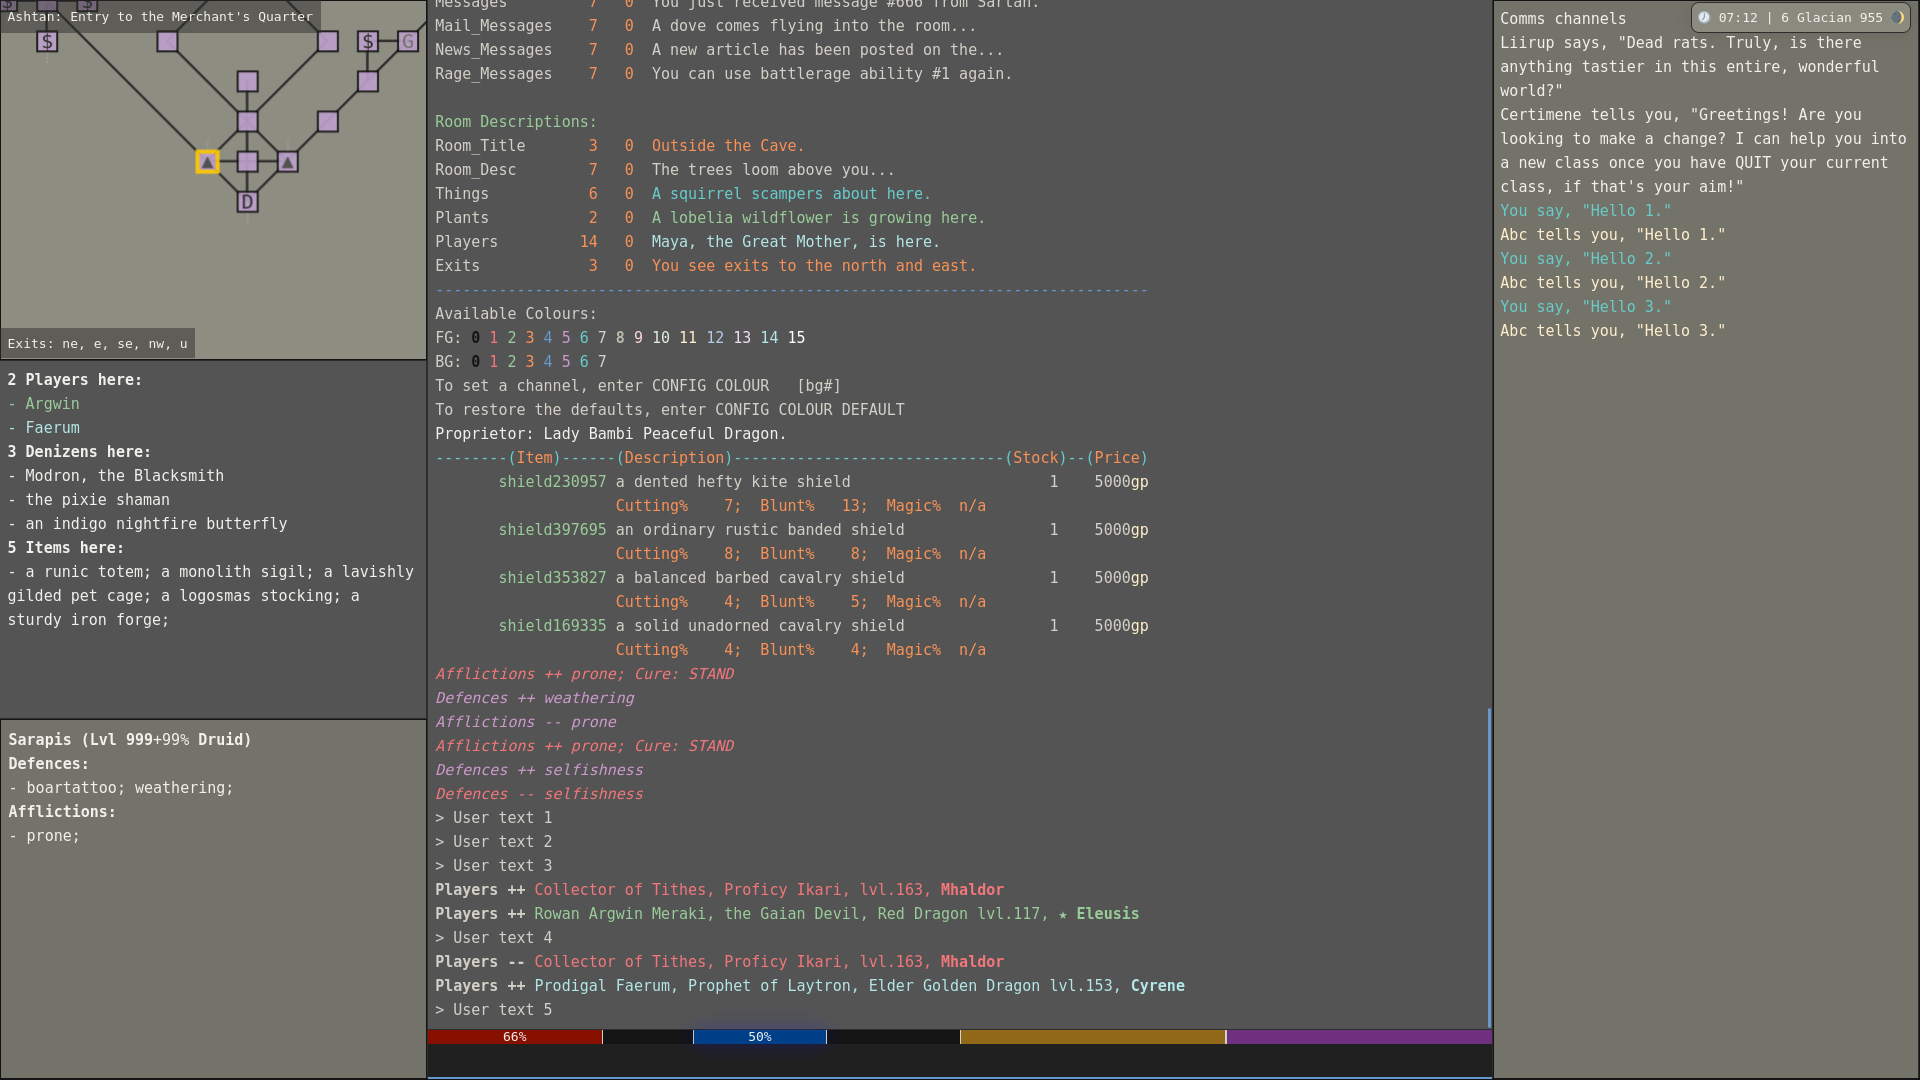 Ashtan: Entry to the Merchant's Quarter
$ $
$ $ G
▲ ▲
D
Exits: ne, e, se, nw, u
2 Players here:
- Argwin
- Faerum
3 Denizens here:
- Modron, the Blacksmith
- the pixie shaman
- an indigo nightfire butterfly
5 Items here:
- a runic totem; a monolith sigil; a lavishly
gilded pet cage; a logosmas stocking; a
sturdy iron forge;
Sarapis (Lvl 999+99% Druid)
Defences:
- boartattoo; weathering;
Afflictions:
- prone;
Messages 7 0 You just received message #666 from Sartan.
Mail_Messages 7 0 A dove comes flying into the room...
News_Messages 7 0 A new article has been posted on the...
Rage_Messages 7 0 You can use battlerage ability #1 again.
Room Descriptions:
Room_Title 3 0 Outside the Cave.
Room_Desc 7 0 The trees loom above you...
Things 6 0 A squirrel scampers about here.
Plants 2 0 A lobelia wildflower is growing here.
Players 14 0 Maya, the Great Mother, is here.
Exits 3 0 You see exits to the north and east.
-------------------------------------------------------------------------------
Available Colours:
FG: 0 1 2 3 4 5 6 7 8 9 10 11 12 13 14 15
BG: 0 1 2 3 4 5 6 7
To set a channel, enter CONFIG COLOUR [bg#]
To restore the defaults, enter CONFIG COLOUR DEFAULT
Proprietor: Lady Bambi Peaceful Dragon.
--------(Item)------(Description)------------------------------(Stock)--(Price)
shield230957 a dented hefty kite shield 1 5000gp
Cutting% 7; Blunt% 13; Magic% n/a
shield397695 an ordinary rustic banded shield 1 5000gp
Cutting% 8; Blunt% 8; Magic% n/a
shield353827 a balanced barbed cavalry shield 1 5000gp
Cutting% 4; Blunt% 5; Magic% n/a
shield169335 a solid unadorned cavalry shield 1 5000gp
Cutting% 4; Blunt% 4; Magic% n/a
Afflictions ++ prone; Cure: STAND
Defences ++ weathering
Afflictions -- prone
Afflictions ++ prone; Cure: STAND
Defences ++ selfishness
Defences -- selfishness
> User text 1
> User text 2
> User text 3
Players ++ Collector of Tithes, Proficy Ikari, lvl.163, Mhaldor
Players ++ Rowan Argwin Meraki, the Gaian Devil, Red Dragon lvl.117, ★ Eleusis
> User text 4
Players -- Collector of Tithes, Proficy Ikari, lvl.163, Mhaldor
Players ++ Prodigal Faerum, Prophet of Laytron, Elder Golden Dragon lvl.153, Cyrene
> User text 5
66% 50%
Comms channels
07:12 | 6 Glacian 955
Liirup says, "Dead rats. Truly, is there
anything tastier in this entire, wonderful
world?"
Certimene tells you, "Greetings! Are you
looking to make a change? I can help you into
a new class once you have QUIT your current
class, if that's your aim!"
You say, "Hello 1."
Abc tells you, "Hello 1."
You say, "Hello 2."
Abc tells you, "Hello 2."
You say, "Hello 3."
Abc tells you, "Hello 3."